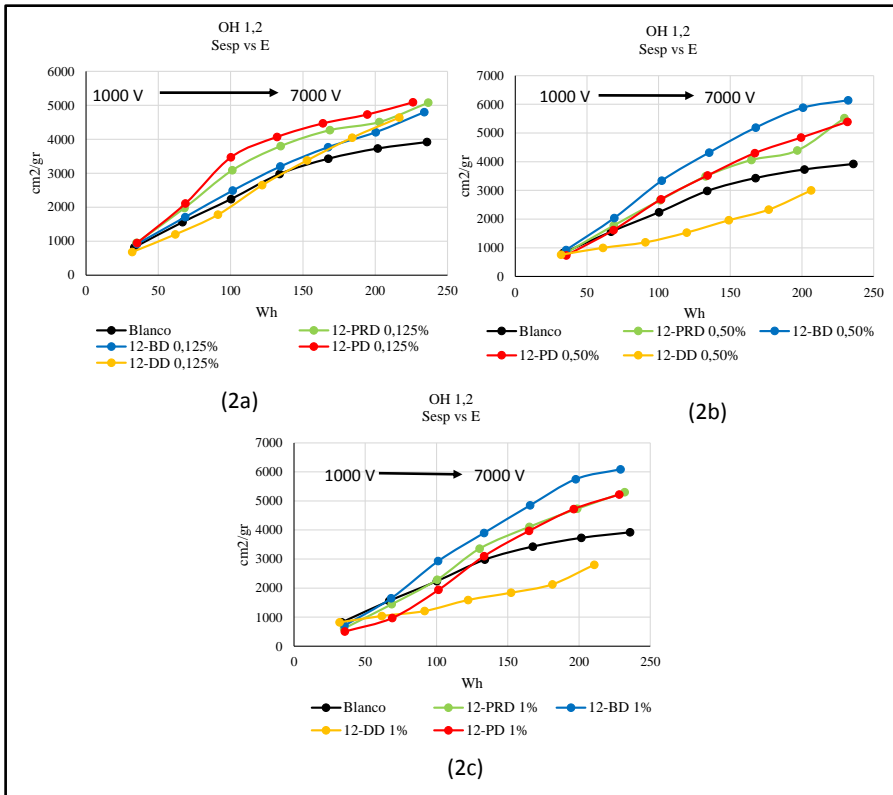 OH 1,2
Sesp vs E
6000
5000
4000
3000
2000
1000
0
cm2/gr
1000 V
7000 V
0 50 100 150 200 250
Wh
Blanco 12-PRD 0,125%
12-BD 0,125% 12-PD 0,125%
12-DD 0,125%
(2a)
OH 1,2
Sesp vs E
7000
6000
5000
4000
3000
2000
1000
0
cm2/gr
1000 V
7000 V
0 50 100 150 200 250
Wh
Blanco 12-PRD 0,50% 12-BD 0,50%
12-PD 0,50% 12-DD 0,50%
(2b)
OH 1,2
Sesp vs E
7000
6000
5000
4000
3000
2000
1000
0
cm2/gr
1000 V
7000 V
0 50 100 150 200 250
Wh
Blanco 12-PRD 1% 12-BD 1%
12-DD 1% 12-PD 1%
(2c)